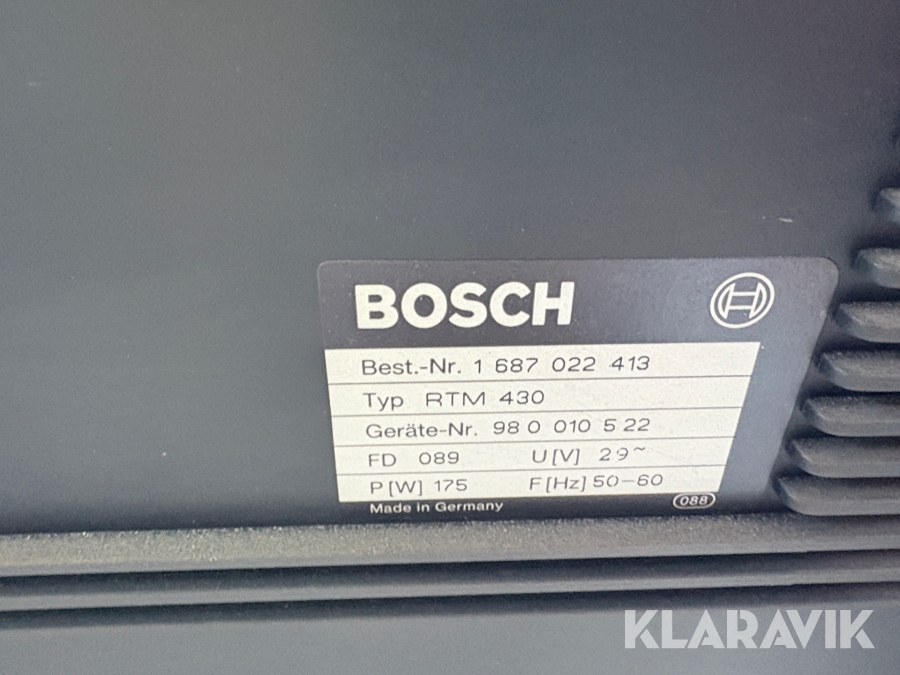 BOSCH
Best.-Nr. 1 687 022 413
Typ RTM 430
Geräte-Nr. 98 0 010 5 22
FD 089 U[V] 29~
P[W] 175 F[Hz] 50-60
Made in Germany 088
KLARAVIK